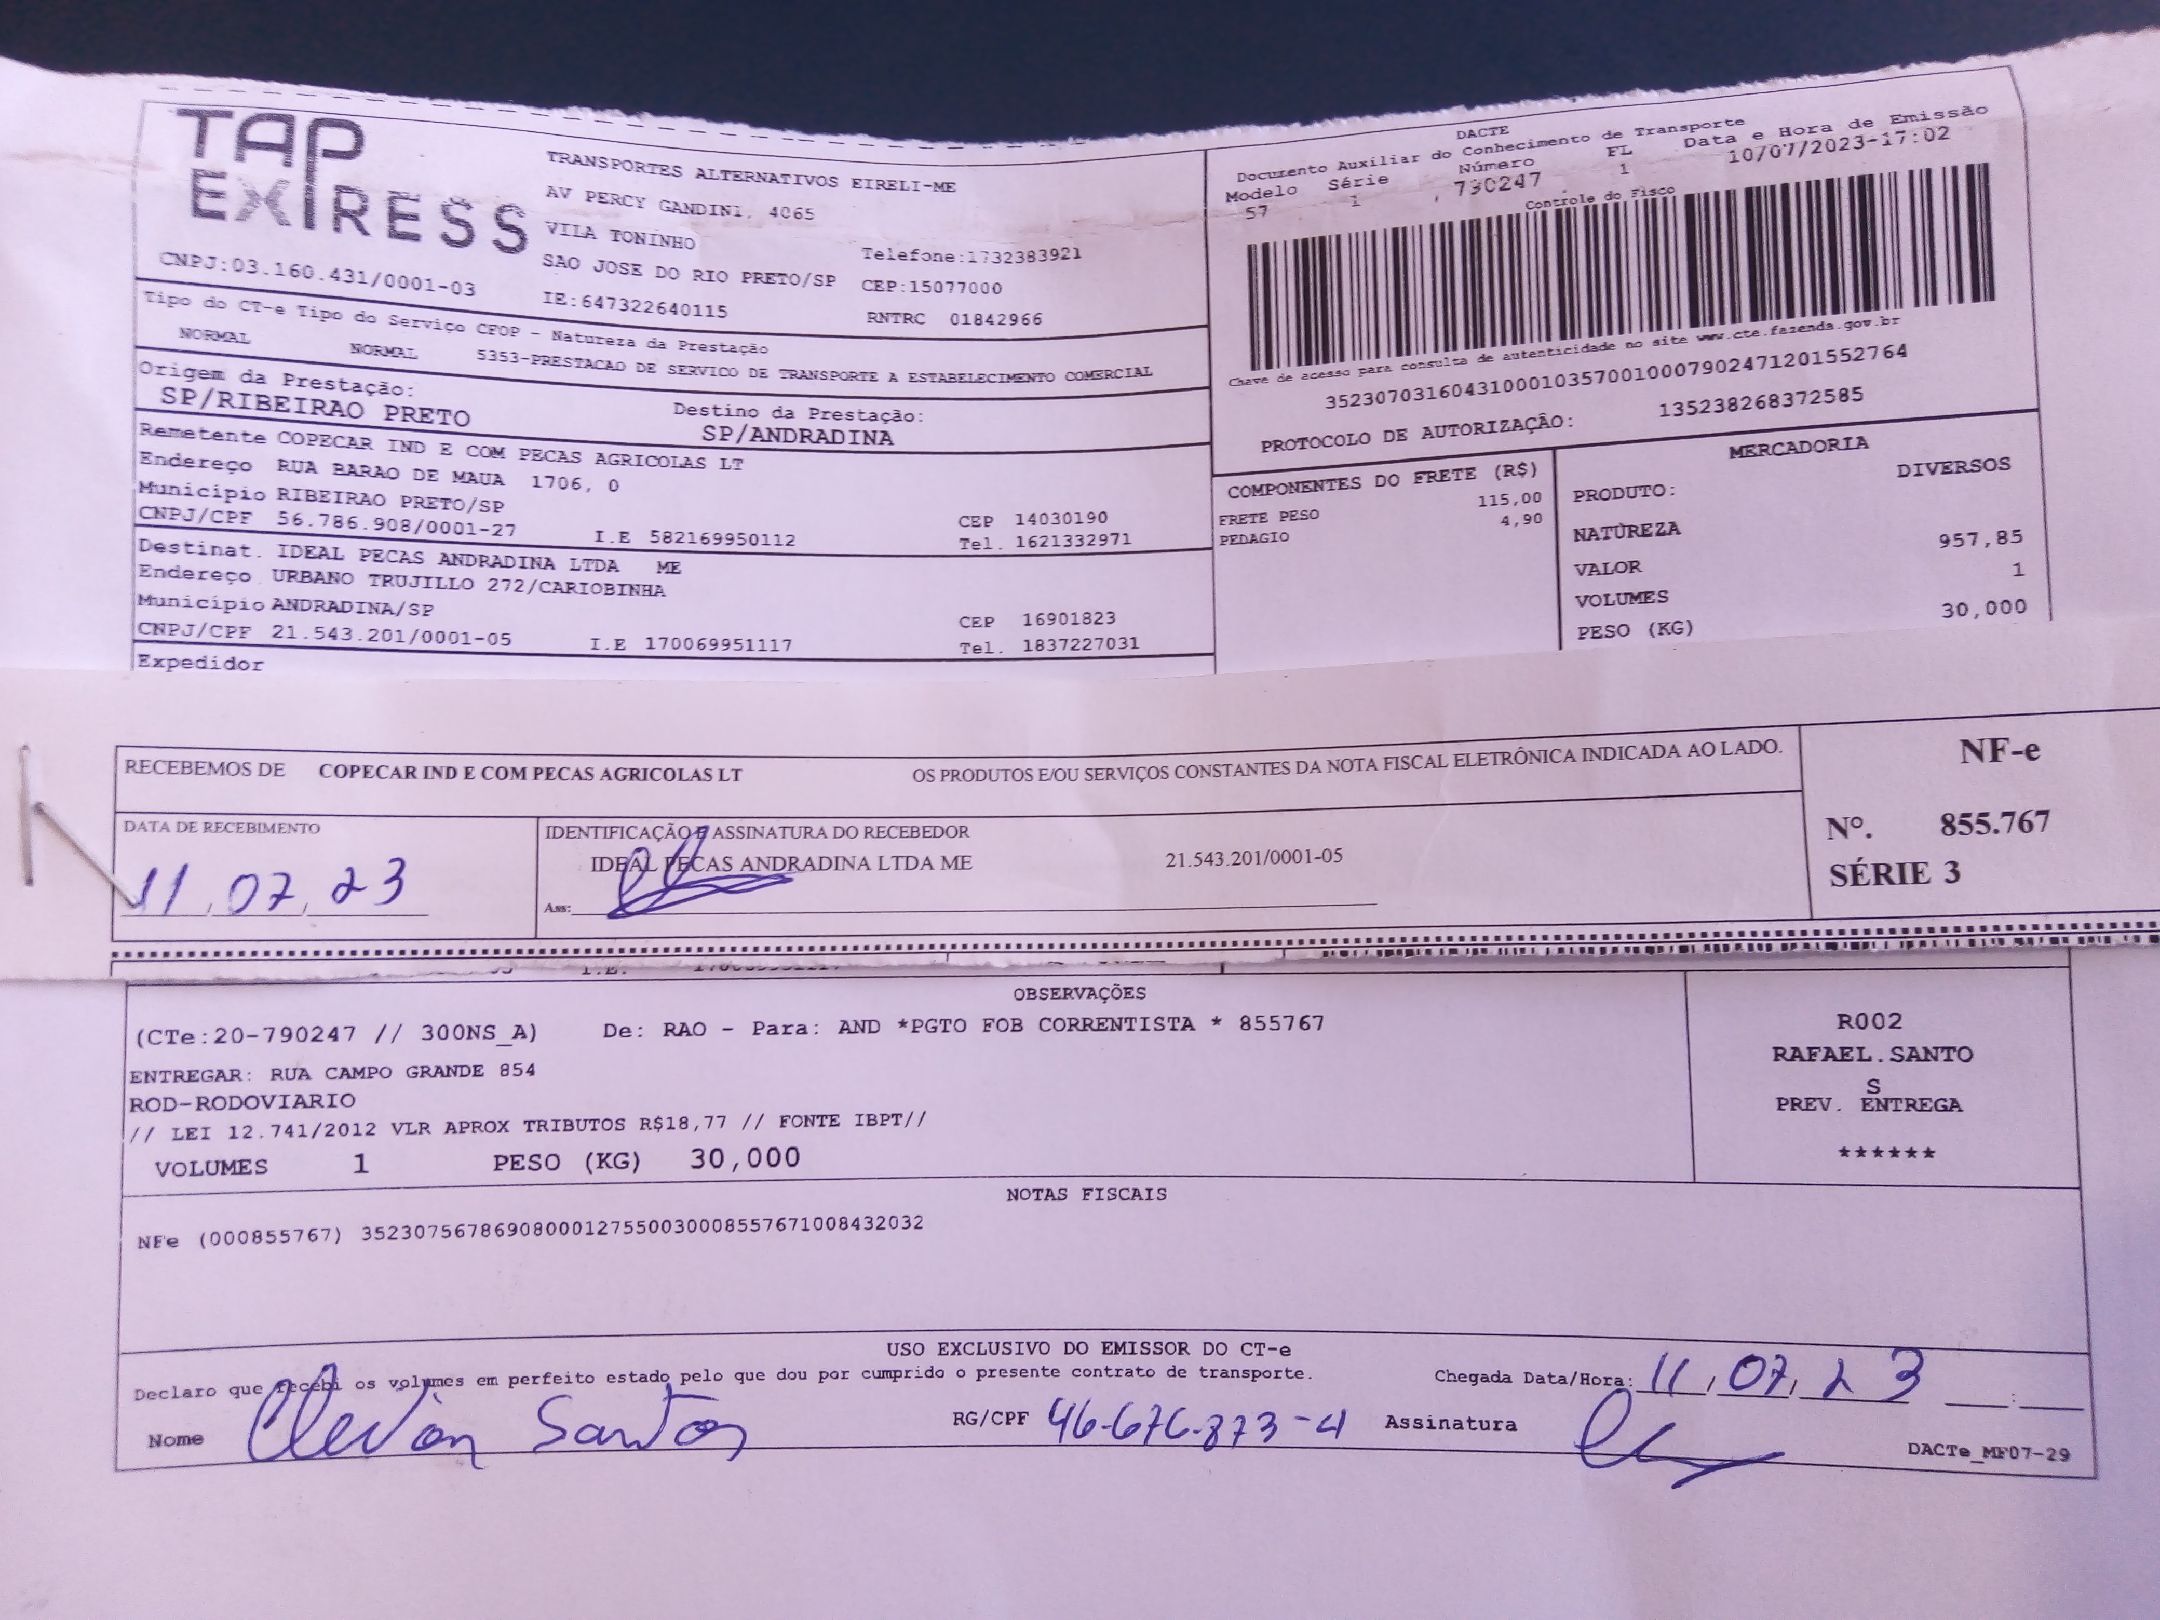 TAP
EXPRESS
TRANSPORTES ALTERNATIVOS EIRELI-ME
AV PERCY GANDINI, 4065
VILA TONINHO
Telefone:1732383921
SAO JOSE DO RIO PRETO/SP CEP:15077000
CNPJ:03.160.431/0001-03
IE:647322640115
RNTRC 01842966
DACTE
Documento Auxiliar do Conhecimento de Transporte
Modelo Série Número FL Data e Hora de Emissão
57 1 790247 1 10/07/2023-17:02
Controle do Fisco
Chave de acesso para consulta de autenticidade no site www.cte.fazenda.gov.br
35230703160431000103570010007902471201552764
PROTOCOLO DE AUTORIZAÇÃO: 135238268372585
Tipo do CT-e Tipo do Serviço CFOP - Natureza da Prestação
NORMAL NORMAL 5353-PRESTACAO DE SERVICO DE TRANSPORTE A ESTABELECIMENTO COMERCIAL
Origem da Prestação:
SP/RIBEIRAO PRETO
Destino da Prestação:
SP/ANDRADINA
Remetente COPECAR IND E COM PECAS AGRICOLAS LT
Endereço RUA BARAO DE MAUA 1706, 0
Município RIBEIRAO PRETO/SP
CEP 14030190
CNPJ/CPF 56.786.908/0001-27 I.E 582169950112 Tel. 1621332971
Destinat. IDEAL PECAS ANDRADINA LTDA ME
Endereço URBANO TRUJILLO 272/CARIOBINHA
Município ANDRADINA/SP
CEP 16901823
CNPJ/CPF 21.543.201/0001-05 I.E 170069951117 Tel. 1837227031
Expedidor
COMPONENTES DO FRETE (R$)
FRETE PESO 115,00
PEDAGIO 4,90
MERCADORIA
PRODUTO: DIVERSOS
NATUREZA
VALOR 957,85
VOLUMES 1
PESO (KG) 30,000
RECEBEMOS DE COPECAR IND E COM PECAS AGRICOLAS LT OS PRODUTOS E/OU SERVIÇOS CONSTANTES DA NOTA FISCAL ELETRÔNICA INDICADA AO LADO.
DATA DE RECEBIMENTO
11,07,23
IDENTIFICAÇÃO E ASSINATURA DO RECEBEDOR
IDEAL PECAS ANDRADINA LTDA ME 21.543.201/0001-05
Ass:
NF-e
Nº. 855.767
SÉRIE 3
OBSERVAÇÕES
(CTe:20-790247 // 300NS_A) De: RAO - Para: AND *PGTO FOB CORRENTISTA * 855767
ENTREGAR: RUA CAMPO GRANDE 854
ROD-RODOVIARIO
// LEI 12.741/2012 VLR APROX TRIBUTOS R$18,77 // FONTE IBPT//
VOLUMES 1 PESO (KG) 30,000
R002
RAFAEL.SANTO
S
PREV. ENTREGA
******
NOTAS FISCAIS
NFe (000855767) 35230756786908000127550030008557671008432032
USO EXCLUSIVO DO EMISSOR DO CT-e
Declaro que recebi os volumes em perfeito estado pelo que dou por cumprido o presente contrato de transporte.
Chegada Data/Hora: 11,07,23 :
Nome Santos
RG/CPF 46-676-873-4 Assinatura
DACTe_MF07-29